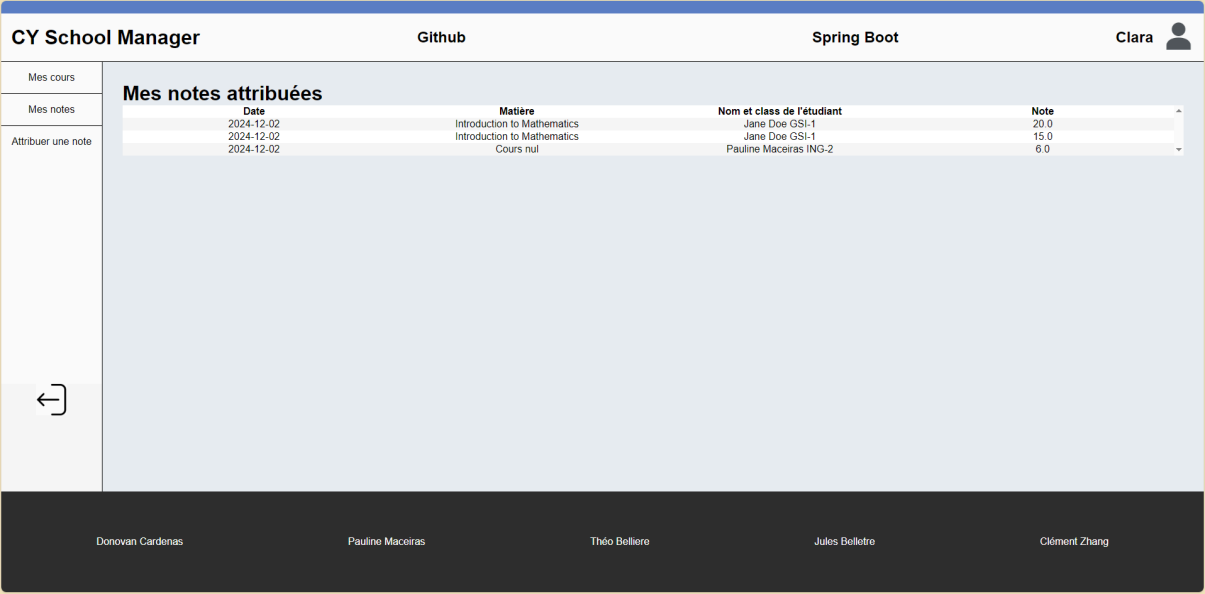 CY School Manager Github Spring Boot Clara
Mes cours
Mes notes
Attribuer une note
Mes notes attribuées
Date Matière Nom et class de l'étudiant Note
2024-12-02 Introduction to Mathematics Jane Doe GSI-1 20.0
2024-12-02 Introduction to Mathematics Jane Doe GSI-1 15.0
2024-12-02 Cours nul Pauline Maceiras ING-2 6.0
Donovan Cardenas Pauline Maceiras Théo Belliere Jules Belletre Clément Zhang